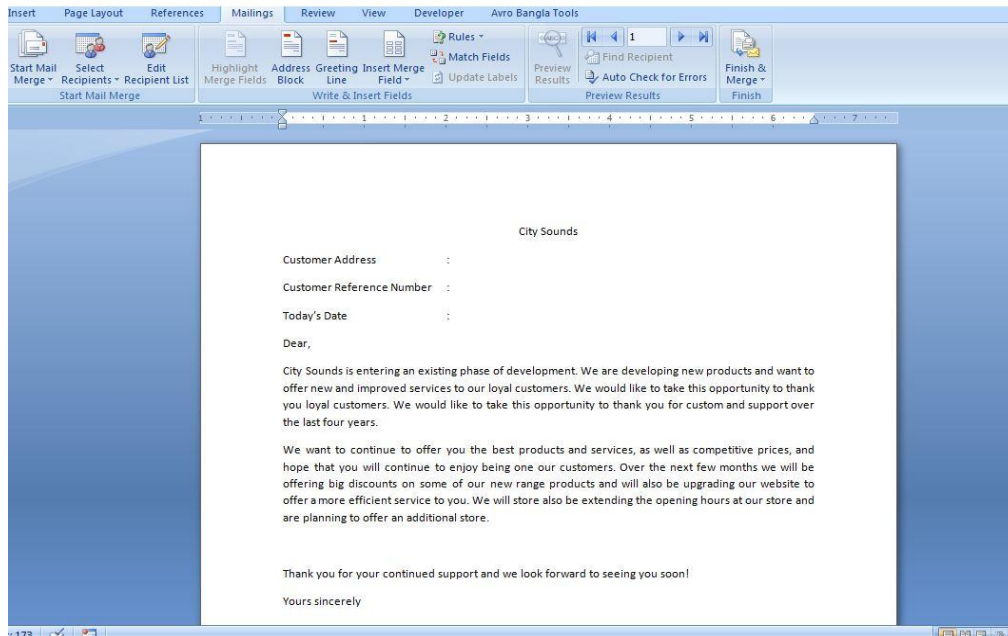 Insert Page Layout References Mailings Review View Developer Avro Bangla Tools
Start Mail Merge Select Recipients Edit Recipient List Highlight Merge Fields Address Block Greeting Line Insert Merge Field Rules Match Fields Update Labels Preview Results 1 Find Recipient Auto Check for Errors Finish & Merge
Start Mail Merge Write & Insert Fields Preview Results Finish
1 1 2 3 4 5 6 7
City Sounds
Customer Address :
Customer Reference Number :
Today's Date :
Dear,
City Sounds is entering an existing phase of development. We are developing new products and want to
offer new and improved services to our loyal customers. We would like to take this opportunity to thank
you loyal customers. We would like to take this opportunity to thank you for custom and support over
the last four years.
We want to continue to offer you the best products and services, as well as competitive prices, and
hope that you will continue to enjoy being one our customers. Over the next few months we will be
offering big discounts on some of our new range products and will also be upgrading our website to
offer a more efficient service to you. We will store also be extending the opening hours at our store and
are planning to offer an additional store.
Thank you for your continued support and we look forward to seeing you soon!
Yours sincerely
173